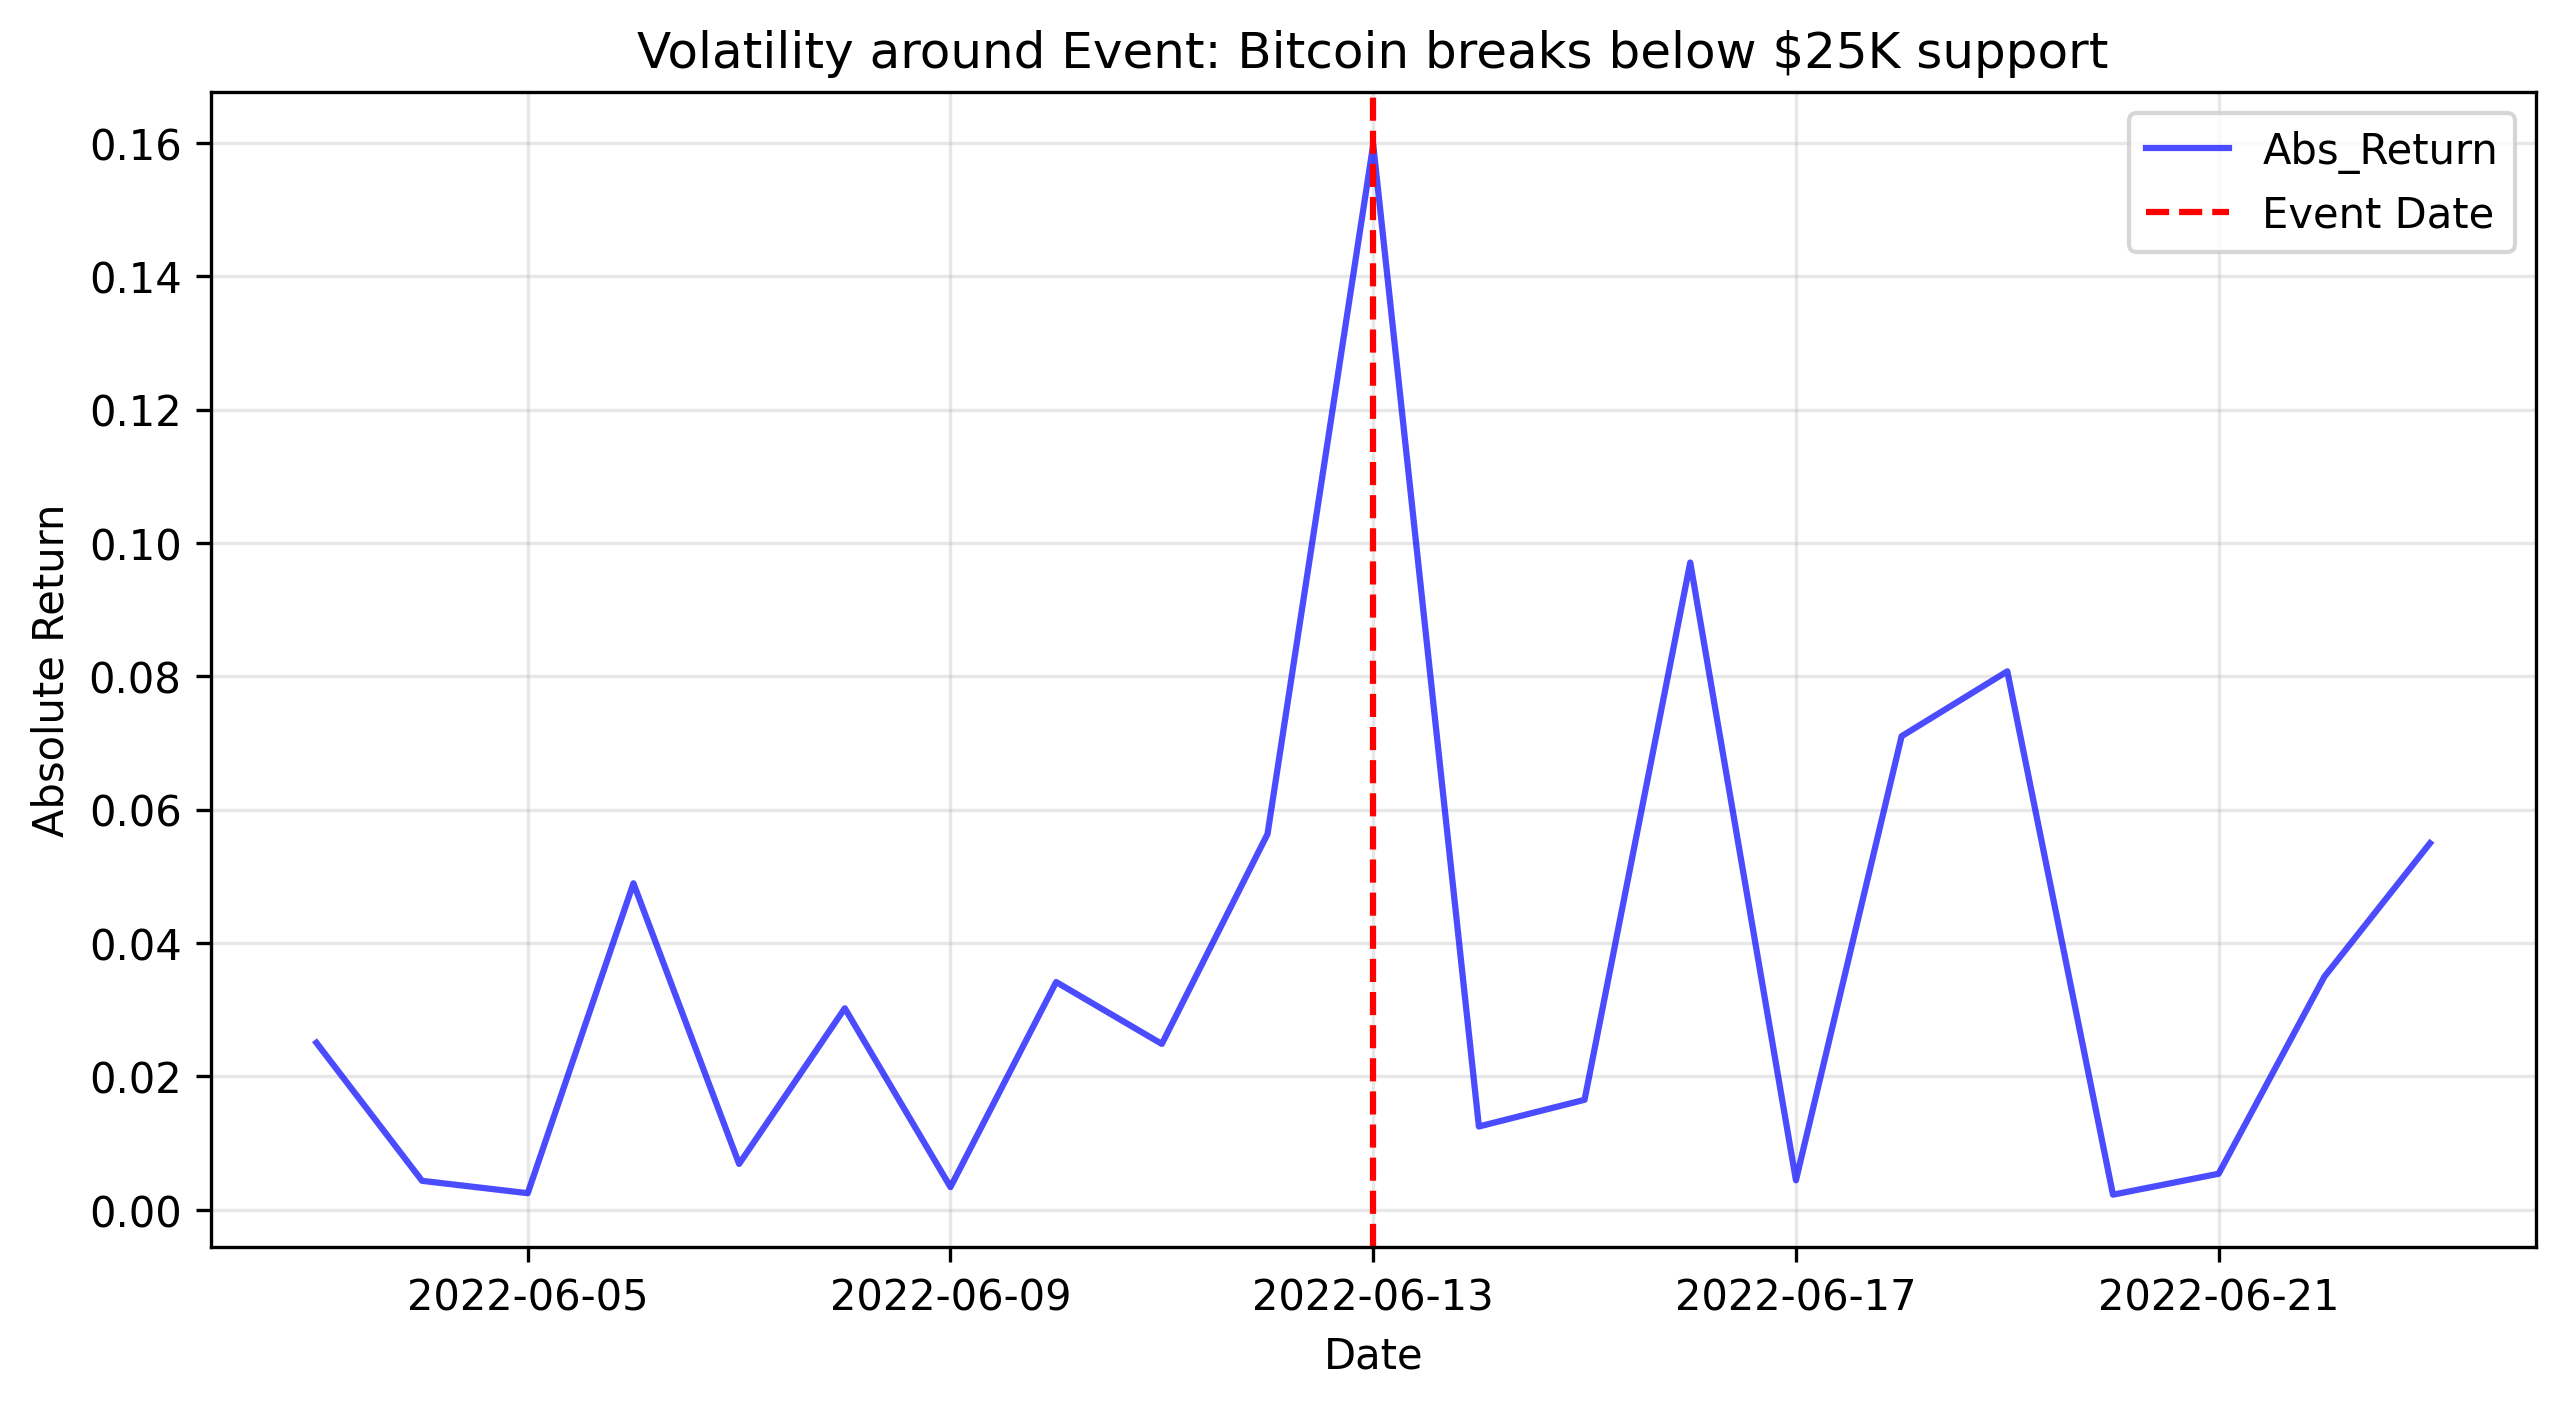 Volatility around Event: Bitcoin breaks below $25K support
Abs_Return
Event Date
0.16
0.14
0.12
0.10
0.08
0.06
0.04
0.02
0.00
Absolute Return
2022-06-05
2022-06-09
2022-06-13
2022-06-17
2022-06-21
Date